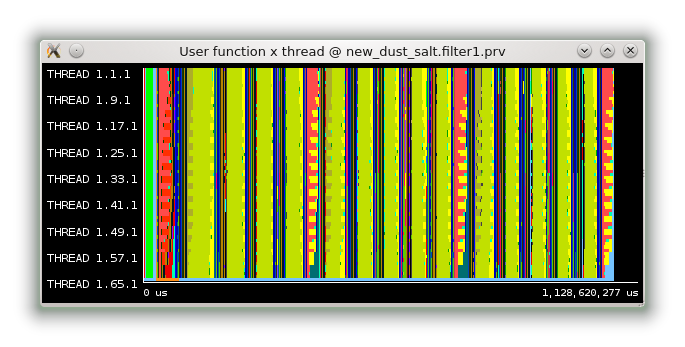 User function x thread @ new_dust_salt.filter1.prv
THREAD 1.1.1
THREAD 1.9.1
THREAD 1.17.1
THREAD 1.25.1
THREAD 1.33.1
THREAD 1.41.1
THREAD 1.49.1
THREAD 1.57.1
THREAD 1.65.1
0 us 1,128,620,277 us